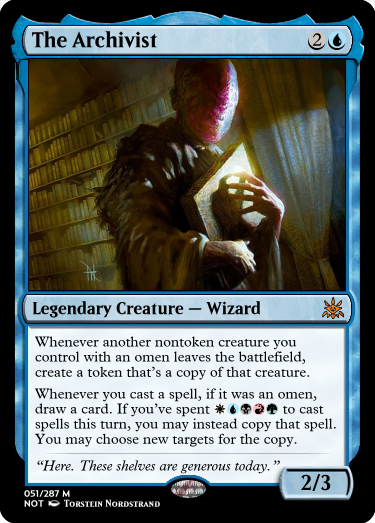 The Archivist 2
Legendary Creature — Wizard
Whenever another nontoken creature you
control with an omen leaves the battlefield,
create a token that's a copy of that creature.
Whenever you cast a spell, if it was an omen,
draw a card. If you've spent to cast
spells this turn, you may instead copy that spell.
You may choose new targets for the copy.
“Here. These shelves are generous today.”
2/3
051/287 M
NOT TORSTEIN NORDSTRAND